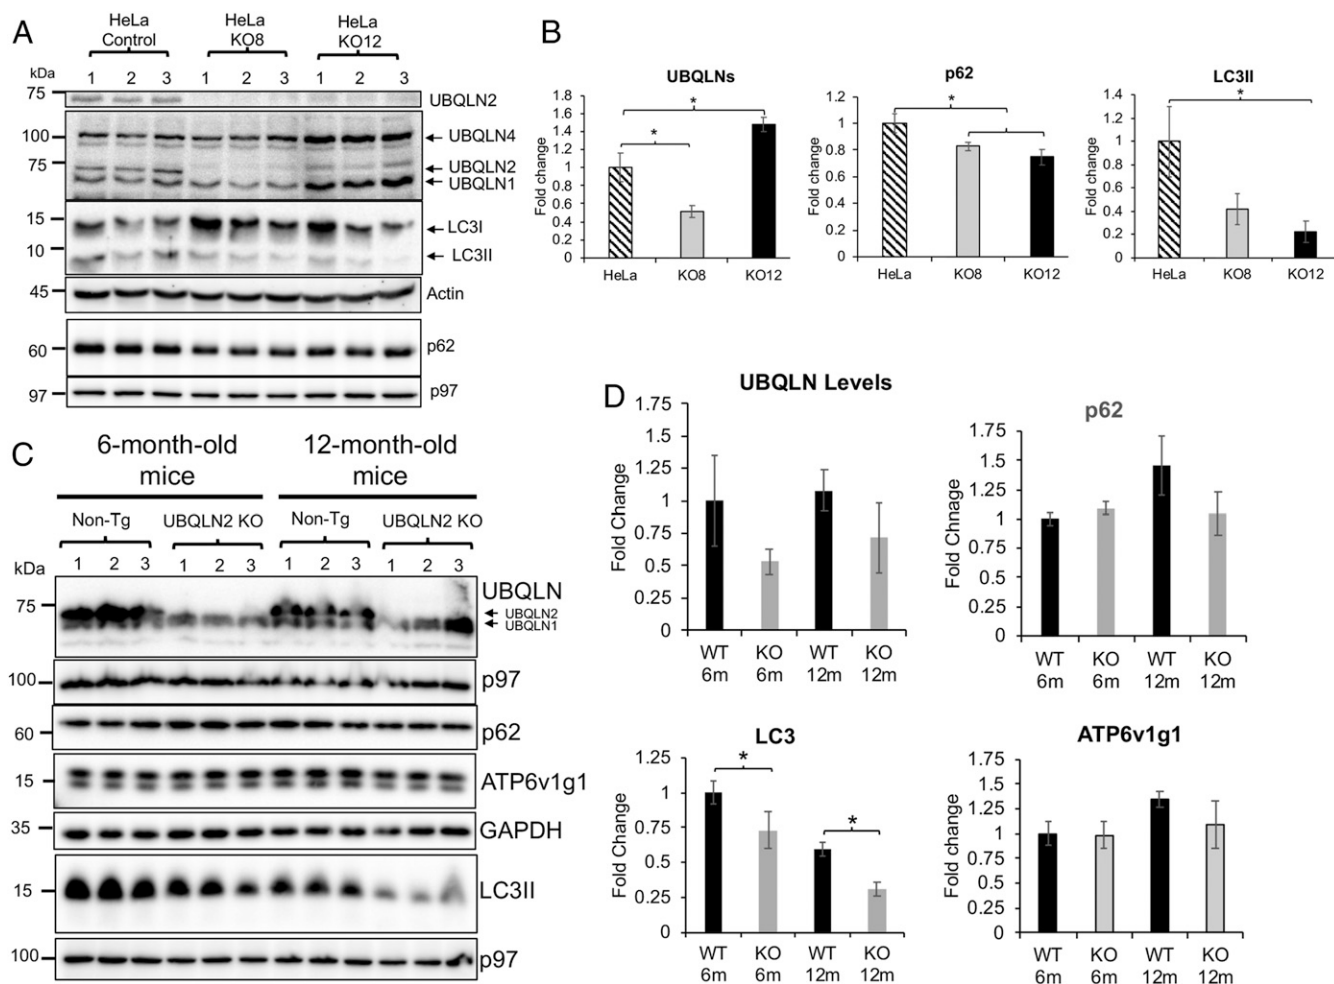 A
HeLa Control
HeLa KO8
HeLa KO12
kDa
1 2 3 1 2 3 1 2 3
75
UBQLN2
100
UBQLN4
75
UBQLN2
UBQLN1
15
LC3I
10
LC3II
45
Actin
60
p62
97
p97
B
UBQLNs
Fold change
1.8
1.6
1.4
1.2
1
0.8
0.6
0.4
0.2
0
*
*
HeLa KO8 KO12
p62
Fold change
1.2
1
0.8
0.6
0.4
0.2
0
*
HeLa KO8 KO12
LC3II
Fold change
1.4
1.2
1
0.8
0.6
0.4
0.2
0
*
HeLa KO8 KO12
C
6-month-old mice
12-month-old mice
Non-Tg UBQLN2 KO Non-Tg UBQLN2 KO
kDa
1 2 3 1 2 3 1 2 3 1 2 3
UBQLN
75
UBQLN2
UBQLN1
100
p97
60
p62
15
ATP6v1g1
35
GAPDH
15
LC3II
100
p97
D
UBQLN Levels
Fold Change
1.75
1.5
1.25
1
0.75
0.5
0.25
0
WT 6m
KO 6m
WT 12m
KO 12m
p62
Fold Chnage
1.75
1.5
1.25
1
0.75
0.5
0.25
0
WT 6m
KO 6m
WT 12m
KO 12m
LC3
Fold Change
1.25
1
0.75
0.5
0.25
0
*
*
WT 6m
KO 6m
WT 12m
KO 12m
ATP6v1g1
Fold change
1.75
1.5
1.25
1
0.75
0.5
0.25
0
WT 6m
KO 6m
WT 12m
KO 12m